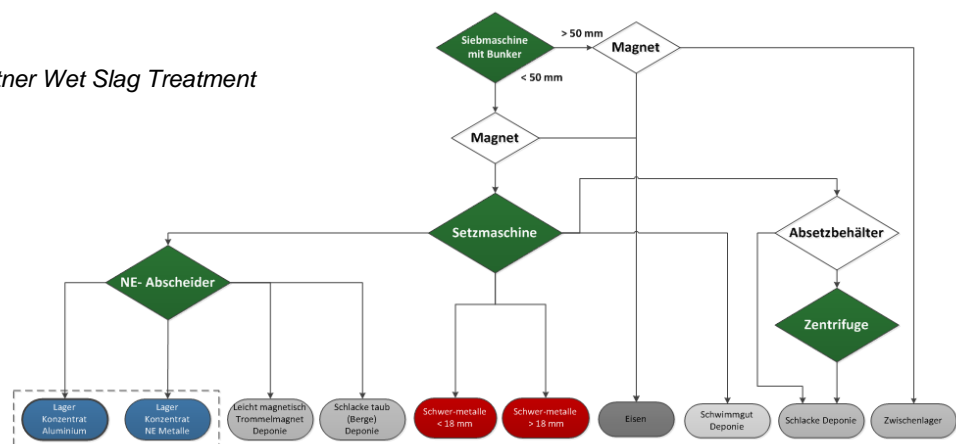 Siebmaschine
mit Bunker
> 50 mm
Magnet
< 50 mm
Wet Slag Treatment
Magnet
Setzmaschine
Absetzbehälter
NE- Abscheider
Zentrifuge
Lager
Konzentrat
Aluminium
Lager
Konzentrat
NE Metalle
Leicht magnetisch
Trommelmagnet
Deponie
Schlacke taub
(Berge)
Deponie
Schwer-metalle
< 18 mm
Schwer-metalle
> 18 mm
Eisen
Schwimmgut
Deponie
Schlacke Deponie
Zwischenlager